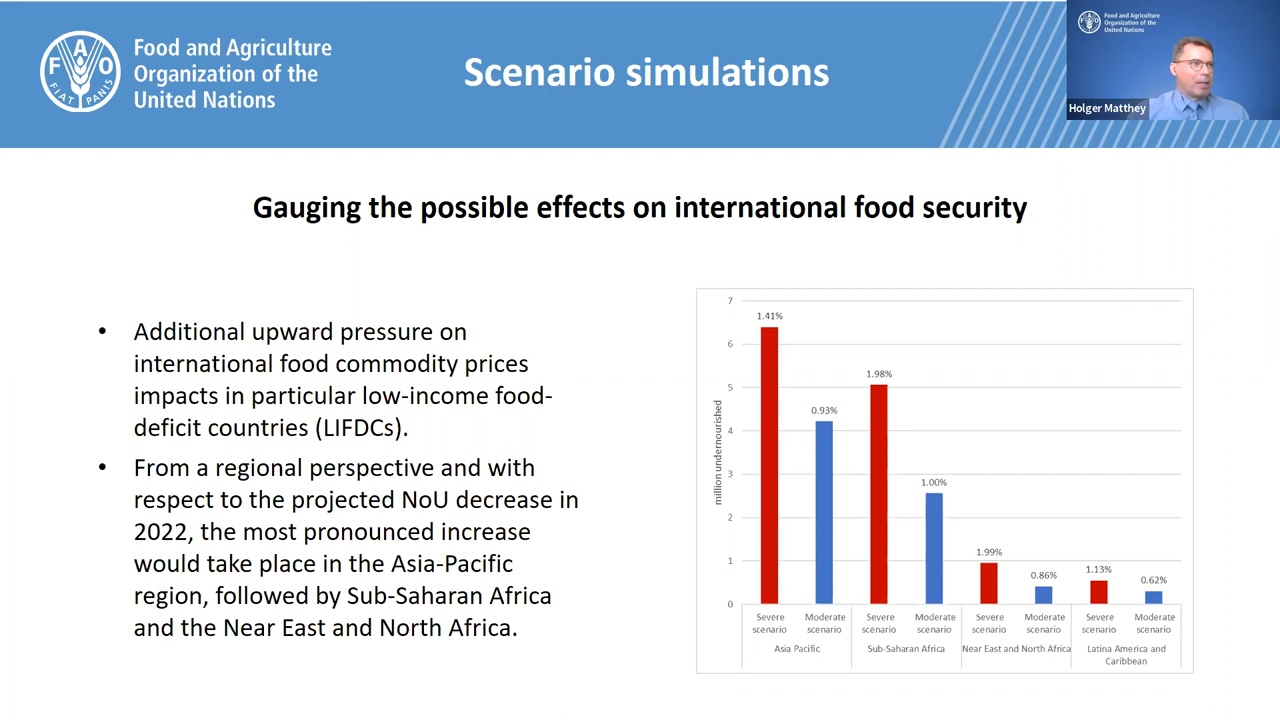 Food and Agriculture
Organization of the
United Nations
F A O
FIAT PANIS
Scenario simulations
Food and Agriculture
Organization of the
United Nations
Holger Matthey
Gauging the possible effects on international food security
• Additional upward pressure on
international food commodity prices
impacts in particular low-income food-
deficit countries (LIFDCs).
• From a regional perspective and with
respect to the projected NoU decrease in
2022, the most pronounced increase
would take place in the Asia-Pacific
region, followed by Sub-Saharan Africa
and the Near East and North Africa.
million undernourished
7
6
5
4
3
2
1
0
1.41%
0.93%
1.98%
1.00%
1.99%
0.86%
1.13%
0.62%
Severe Moderate Severe Moderate Severe Moderate Severe Moderate
scenario scenario scenario scenario scenario scenario scenario scenario
Asia Pacific Sub-Saharan Africa Near East and North Africa Latina America and
Caribbean